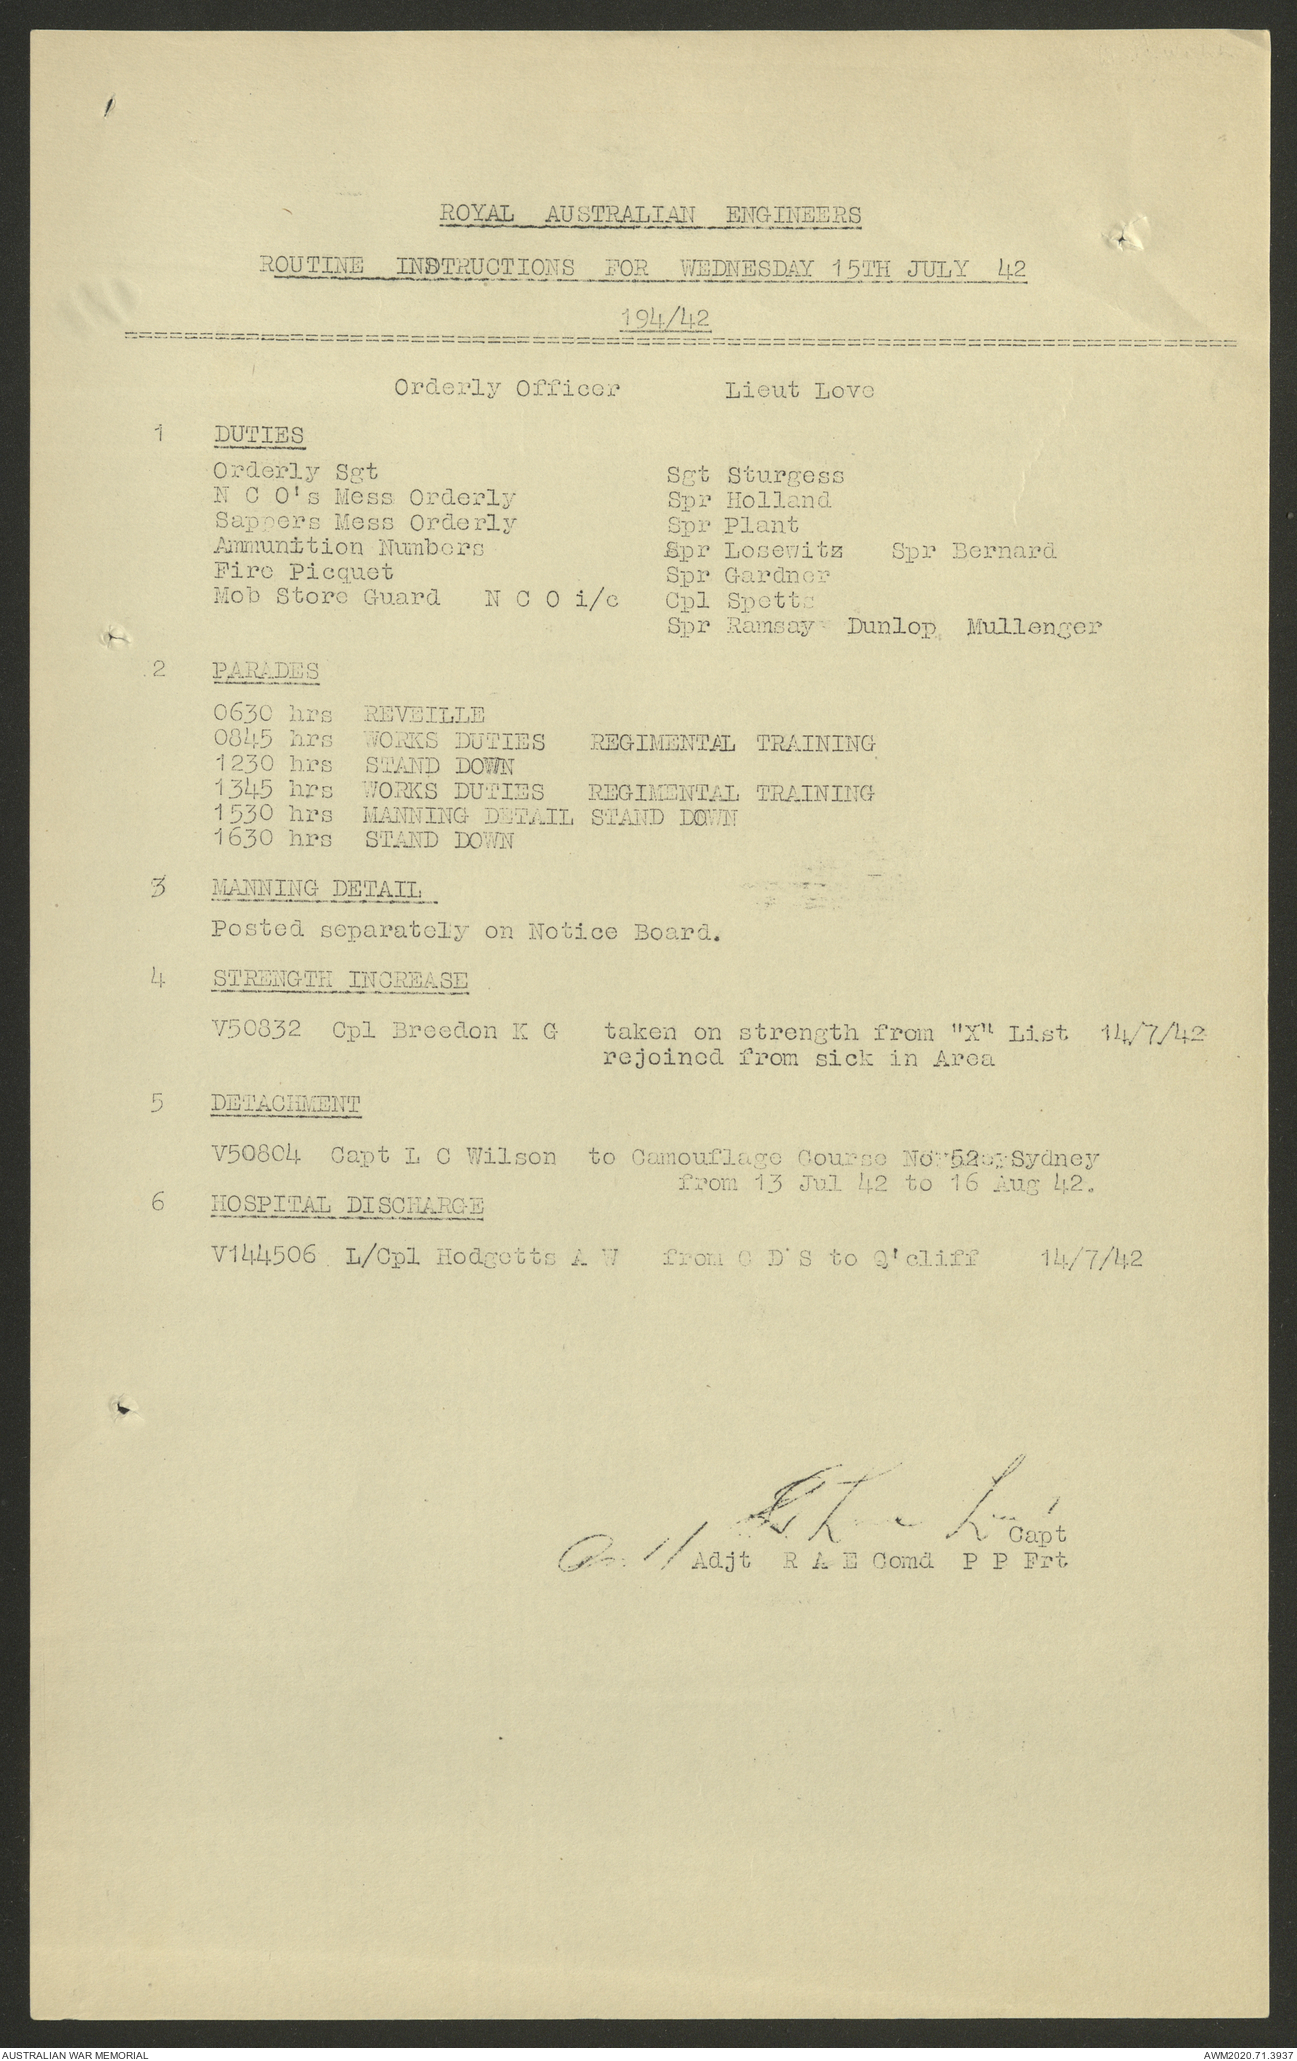 ROYAL AUSTRALIAN ENGINEERS
ROUTINE INSTRUCTIONS FOR WEDNESDAY 15TH JULY 42
194/42
Orderly Officer Lieut Love
1 DUTIES
Orderly Sgt Sgt Sturgess
N C O's Mess Orderly Spr Holland
Sappers Mess Orderly Spr Plant
Ammunition Numbers Spr Losewitz Spr Bernard
Fire Picquet Spr Gardner
Mob Store Guard N C O i/c Cpl Spetts
Spr Ramsay Dunlop Mullenger
2 PARADES
0630 hrs REVEILLE
0845 hrs WORKS DUTIES REGIMENTAL TRAINING
1230 hrs STAND DOWN
1345 hrs WORKS DUTIES REGIMENTAL TRAINING
1530 hrs MANNING DETAIL STAND DOWN
1630 hrs STAND DOWN
3 MANNING DETAIL
Posted separately on Notice Board.
4 STRENGTH INCREASE
V50832 Cpl Breedon K G taken on strength from "X" List 14/7/42
rejoined from sick in Area
5 DETACHMENT
V50804 Capt L C Wilson to Camouflage Course No 52 Sydney
from 13 Jul 42 to 16 Aug 42.
6 HOSPITAL DISCHARGE
V144506 L/Cpl Hodgetts A W from C D S to Q'cliff 14/7/42
Capt
Adjt R A E Comd P P Frt
AUSTRALIAN WAR MEMORIAL AWM2020.71.3937